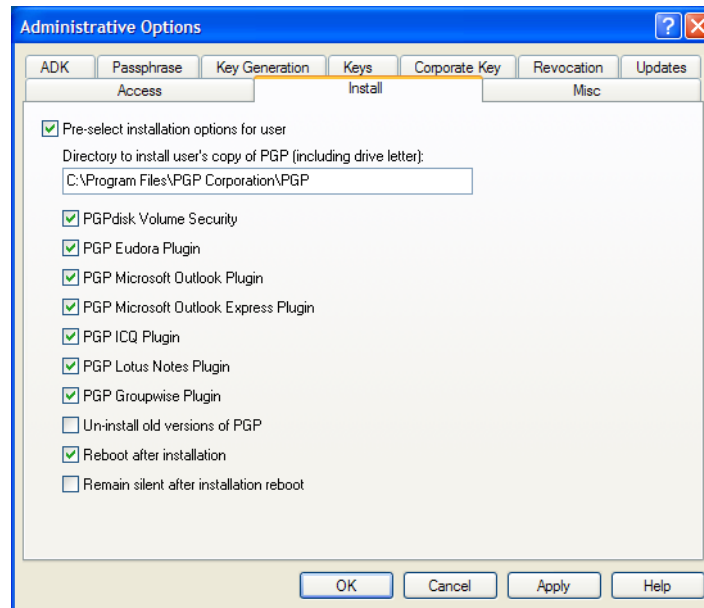 Administrative Options
ADK Passphrase Key Generation Keys Corporate Key Revocation Updates
Access Install Misc
Pre-select installation options for user
Directory to install user's copy of PGP (including drive letter):
C:\Program Files\PGP Corporation\PGP
PGPdisk Volume Security
PGP Eudora Plugin
PGP Microsoft Outlook Plugin
PGP Microsoft Outlook Express Plugin
PGP ICQ Plugin
PGP Lotus Notes Plugin
PGP Groupwise Plugin
Un-install old versions of PGP
Reboot after installation
Remain silent after installation reboot
OK Cancel Apply Help